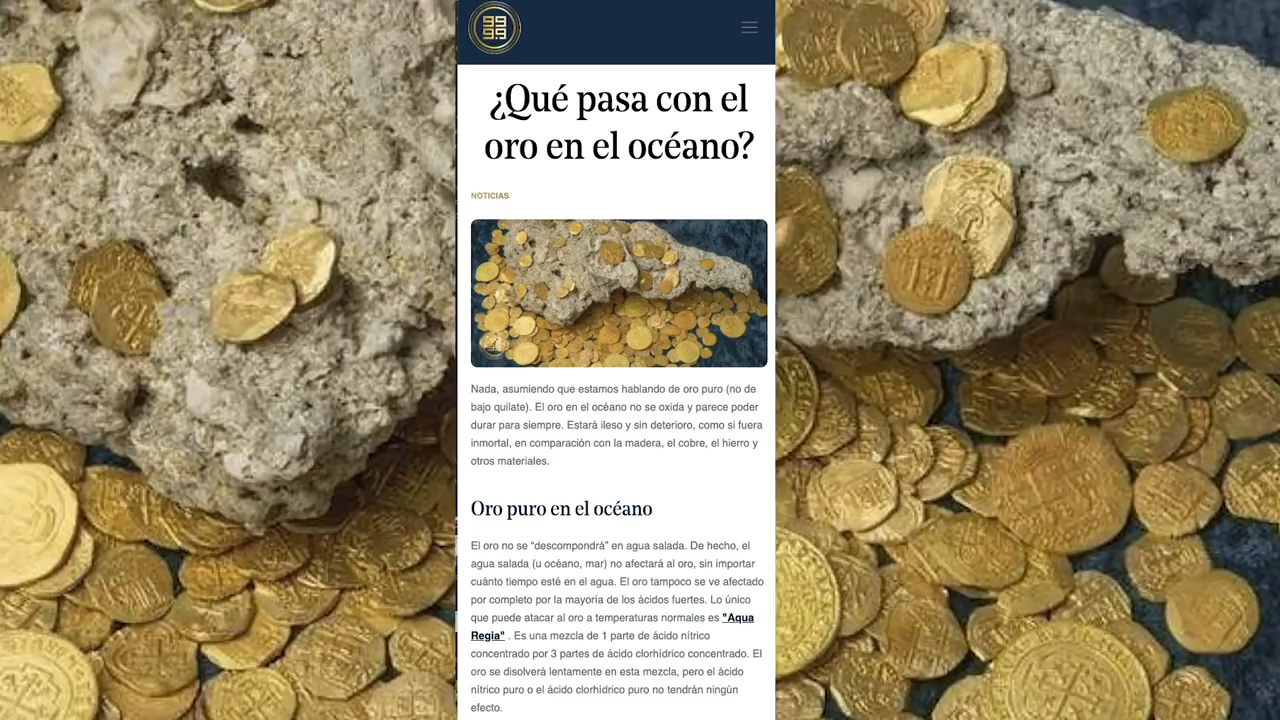 99
9.9
¿Qué pasa con el
oro en el océano?
NOTICIAS
Nada, asumiendo que estamos hablando de oro puro (no de
bajo quilate). El oro en el océano no se oxida y parece poder
durar para siempre. Estará ileso y sin deterioro, como si fuera
inmortal, en comparación con la madera, el cobre, el hierro y
otros materiales.
Oro puro en el océano
El oro no se “descompondrá” en agua salada. De hecho, el
agua salada (u océano, mar) no afectará al oro, sin importar
cuánto tiempo esté en el agua. El oro tampoco se ve afectado
por completo por la mayoría de los ácidos fuertes. Lo único
que puede atacar al oro a temperaturas normales es "Aqua
Regia" . Es una mezcla de 1 parte de ácido nítrico
concentrado por 3 partes de ácido clorhídrico concentrado. El
oro se disolverá lentamente en esta mezcla, pero el ácido
nítrico puro o el ácido clorhídrico puro no tendrán ningún
efecto.